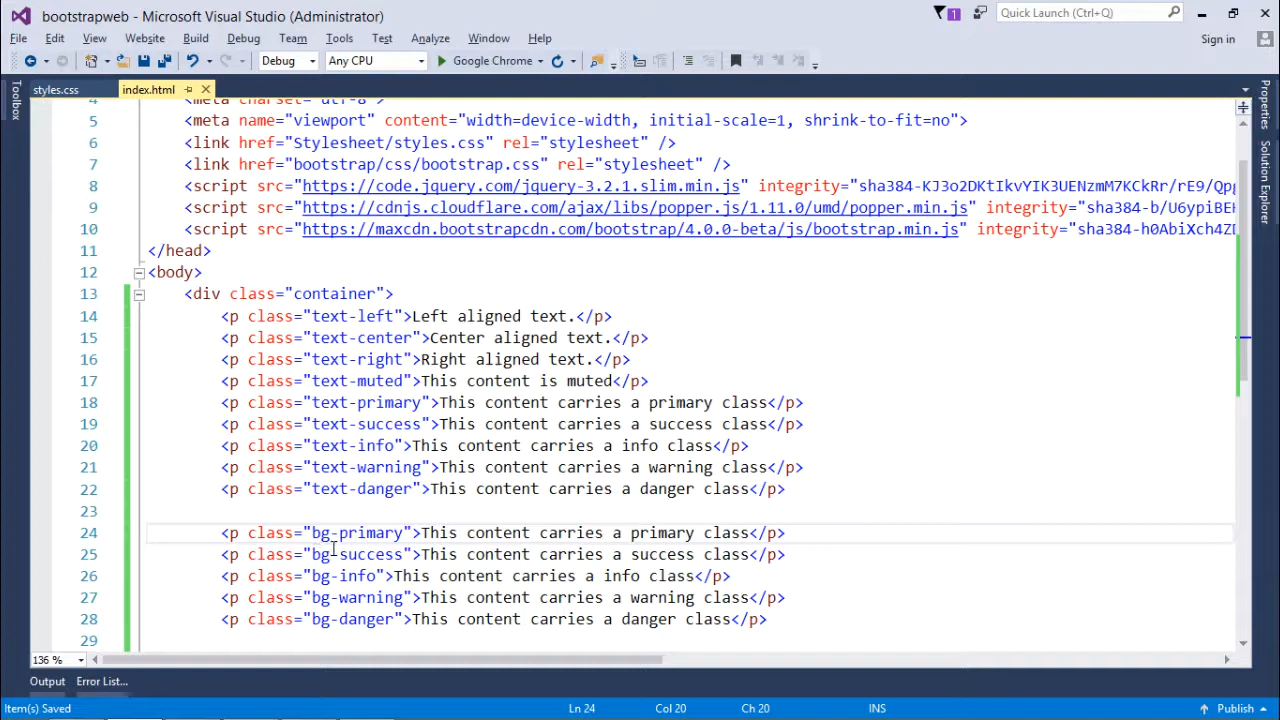 bootstrapweb - Microsoft Visual Studio (Administrator)
1
Quick Launch (Ctrl+Q)
File Edit View Website Build Debug Team Tools Test Analyze Window Help
Sign in
Debug Any CPU Google Chrome
Toolbox
styles.css index.html
Properties
Solution Explorer
4 <meta charset="utf-8">
5 <meta name="viewport" content="width=device-width, initial-scale=1, shrink-to-fit=no">
6 <link href="Stylesheet/styles.css" rel="stylesheet" />
7 <link href="bootstrap/css/bootstrap.css" rel="stylesheet" />
8 <script src="https://code.jquery.com/jquery-3.2.1.slim.min.js" integrity="sha384-KJ3o2DKtIkvYIK3UENzmM7KCkRr/rE9/Qpg
9 <script src="https://cdnjs.cloudflare.com/ajax/libs/popper.js/1.11.0/umd/popper.min.js" integrity="sha384-b/U6ypiBE
10 <script src="https://maxcdn.bootstrapcdn.com/bootstrap/4.0.0-beta/js/bootstrap.min.js" integrity="sha384-h0AbiXch4Z
11 </head>
12 <body>
13 <div class="container">
14 <p class="text-left">Left aligned text.</p>
15 <p class="text-center">Center aligned text.</p>
16 <p class="text-right">Right aligned text.</p>
17 <p class="text-muted">This content is muted</p>
18 <p class="text-primary">This content carries a primary class</p>
19 <p class="text-success">This content carries a success class</p>
20 <p class="text-info">This content carries a info class</p>
21 <p class="text-warning">This content carries a warning class</p>
22 <p class="text-danger">This content carries a danger class</p>
23
24 <p class="bg-primary">This content carries a primary class</p>
25 <p class="bg-success">This content carries a success class</p>
26 <p class="bg-info">This content carries a info class</p>
27 <p class="bg-warning">This content carries a warning class</p>
28 <p class="bg-danger">This content carries a danger class</p>
29
136 %
Output Error List...
Item(s) Saved Ln 24 Col 20 Ch 20 INS Publish